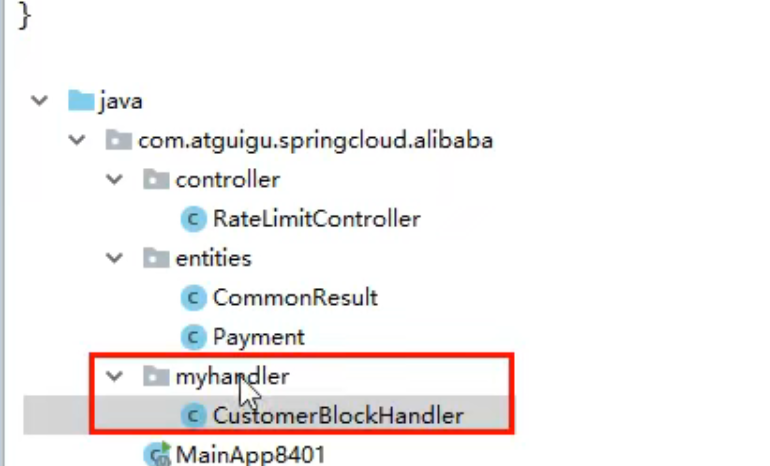 }
java
com.atguigu.springcloud.alibaba
controller
C RateLimitController
entities
C CommonResult
C Payment
myhandler
C CustomerBlockHandler
C MainApp8401